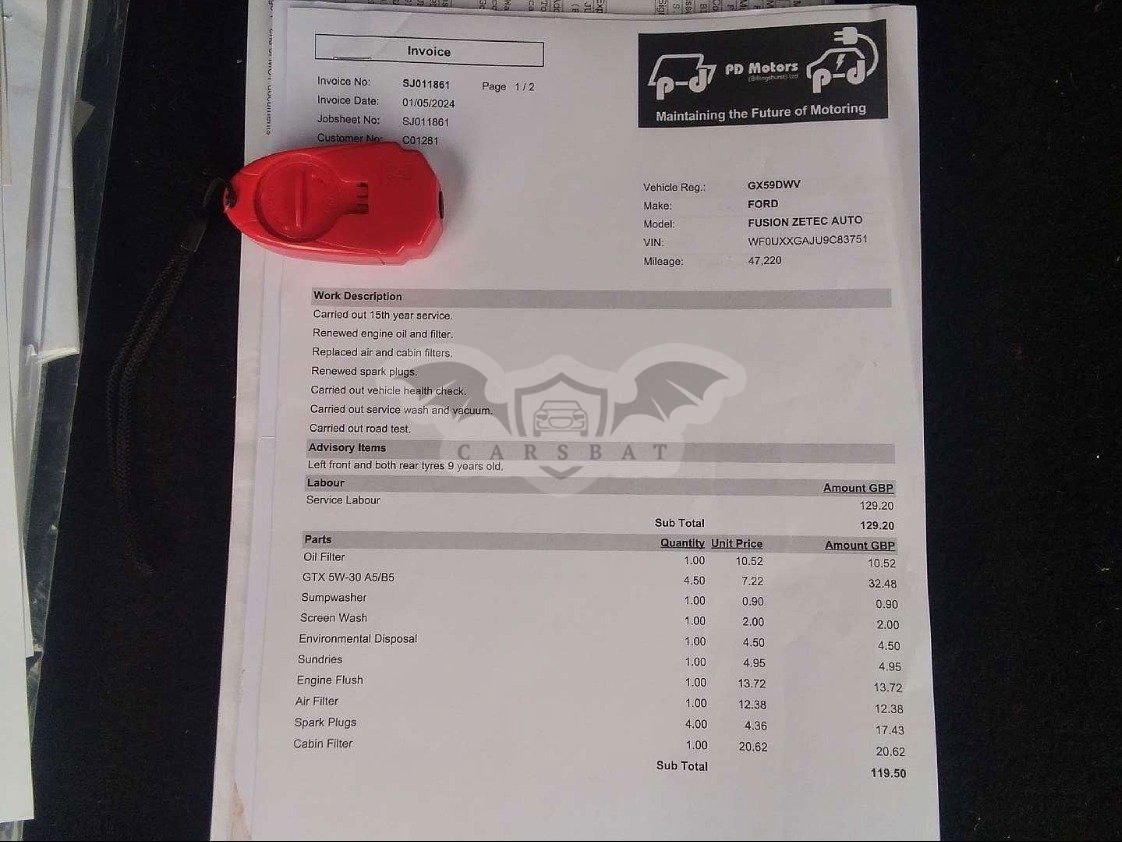 Invoice
Invoice No: SJ011861 Page 1 / 2
Invoice Date: 01/05/2024
Jobsheet No: SJ011861
Customer No: C01281
p-d PD Motors p-d
(Billingshurst) Ltd
Maintaining the Future of Motoring
Vehicle Reg.: GX59DWV
Make: FORD
Model: FUSION ZETEC AUTO
VIN: WF0UXXGAJU9C83751
Mileage: 47,220
Work Description
Carried out 15th year service.
Renewed engine oil and filter.
Replaced air and cabin filters.
Renewed spark plugs.
Carried out vehicle health check.
Carried out service wash and vacuum.
Carried out road test.
CARSBAT
Advisory Items
Left front and both rear tyres 9 years old.
Labour Amount GBP
Service Labour 129.20
Sub Total 129.20
Parts Quantity Unit Price Amount GBP
Oil Filter 1.00 10.52 10.52
GTX 5W-30 A5/B5 4.50 7.22 32.48
Sumpwasher 1.00 0.90 0.90
Screen Wash 1.00 2.00 2.00
Environmental Disposal 1.00 4.50 4.50
Sundries 1.00 4.95 4.95
Engine Flush 1.00 13.72 13.72
Air Filter 1.00 12.38 12.38
Spark Plugs 4.00 4.36 17.43
Cabin Filter 1.00 20.62 20.62
Sub Total 119.50